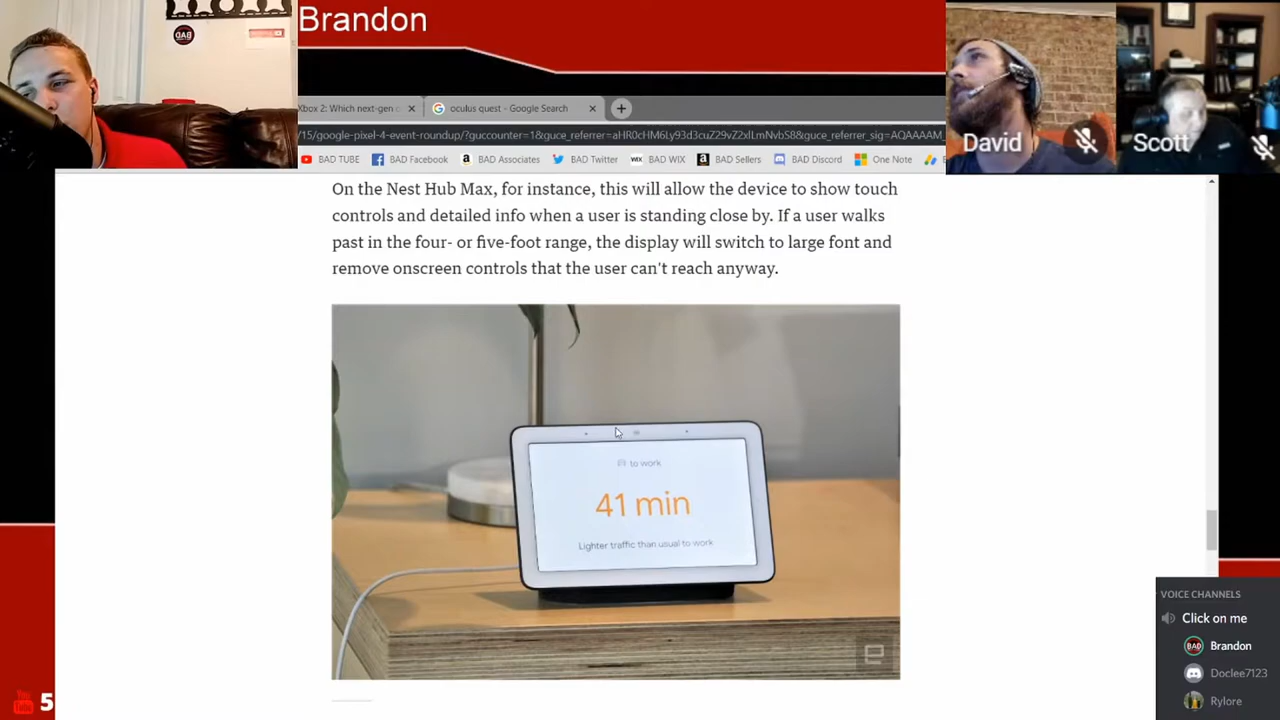 Brandon
BAD
David
Scott
Xbox 2: Which next-gen
oculus quest - Google Search
/15/google-pixel-4-event-roundup/?guccounter=1&guce_referrer=aHR0cHM6Ly93d3cuZ29vZ2xlLmNvbS8&guce_referrer_sig=AQAAAAM
BAD TUBE
BAD Facebook
BAD Associates
BAD Twitter
WIX BAD WIX
BAD Sellers
BAD Discord
One Note
On the Nest Hub Max, for instance, this will allow the device to show touch
controls and detailed info when a user is standing close by. If a user walks
past in the four- or five-foot range, the display will switch to large font and
remove onscreen controls that the user can't reach anyway.
to work
41 min
Lighter traffic than usual to work
VOICE CHANNELS
Click on me
BAD Brandon
Doclee7123
Rylore
You Tube 5